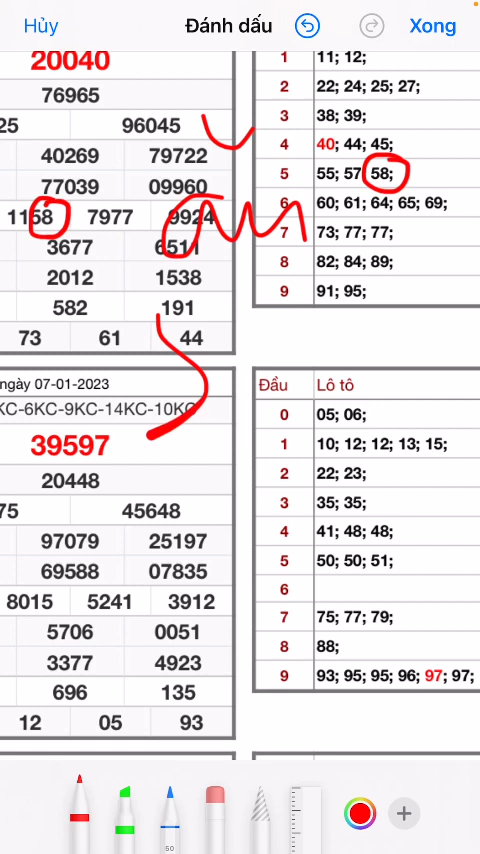 Hủy Đánh dấu Xong
20040
76965
25 96045
40269 79722
77039 09960
1158 7977 9924
3677 6511
2012 1538
582 191
73 61 44
1 11; 12;
2 22; 24; 25; 27;
3 38; 39;
4 40; 44; 45;
5 55; 57; 58;
6 60; 61; 64; 65; 69;
7 73; 77; 77;
8 82; 84; 89;
9 91; 95;
ngày 07-01-2023
KC-6KC-9KC-14KC-10KC
39597
20448
75 45648
97079 25197
69588 07835
8015 5241 3912
5706 0051
3377 4923
696 135
12 05 93
Đầu Lô tô
0 05; 06;
1 10; 12; 12; 13; 15;
2 22; 23;
3 35; 35;
4 41; 48; 48;
5 50; 50; 51;
6
7 75; 77; 79;
8 88;
9 93; 95; 95; 96; 97; 97;
50